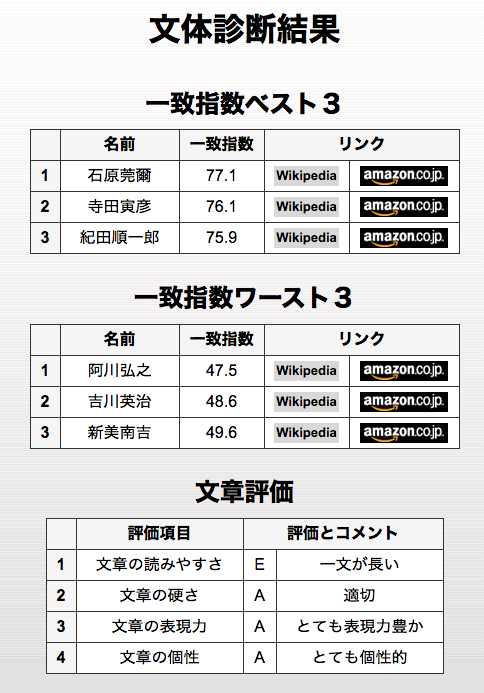 文体診断結果
一致指数ベスト３
名前 一致指数 リンク
1 石原莞爾 77.1 Wikipedia amazon.co.jp.
2 寺田寅彦 76.1 Wikipedia amazon.co.jp.
3 紀田順一郎 75.9 Wikipedia amazon.co.jp.
一致指数ワースト３
名前 一致指数 リンク
1 阿川弘之 47.5 Wikipedia amazon.co.jp.
2 吉川英治 48.6 Wikipedia amazon.co.jp.
3 新美南吉 49.6 Wikipedia amazon.co.jp.
文章評価
評価項目 評価とコメント
1 文章の読みやすさ E 一文が長い
2 文章の硬さ A 適切
3 文章の表現力 A とても表現力豊か
4 文章の個性 A とても個性的